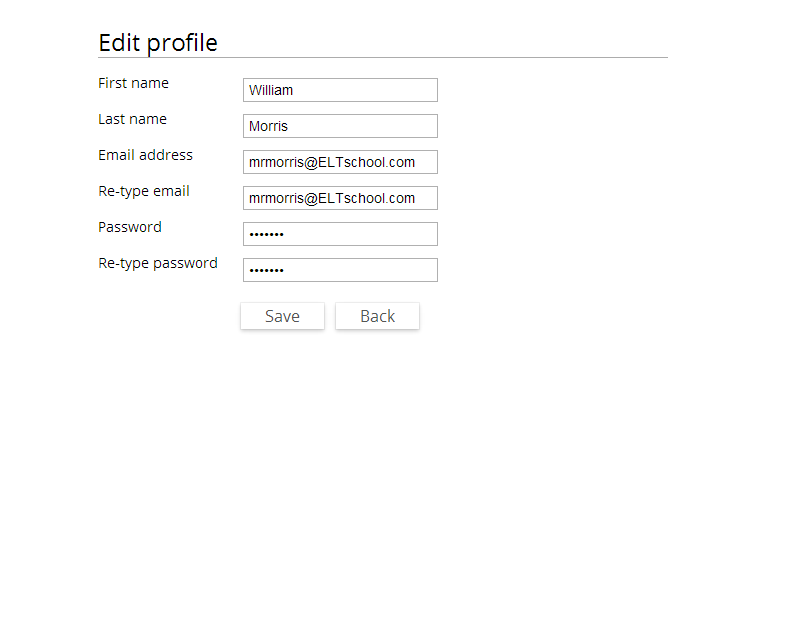 Edit profile
First name William
Last name Morris
Email address mrmorris@ELTschool.com
Re-type email mrmorris@ELTschool.com
Password •••••••
Re-type password •••••••
Save Back